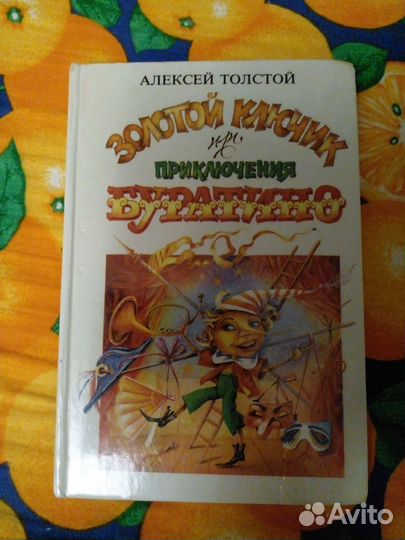 АЛЕКСЕЙ ТОЛСТОЙ
ЗОЛОТОЙ КЛЮЧИК
или,
ПРИКЛЮЧЕНИЯ
БУРАТИНО
Avito